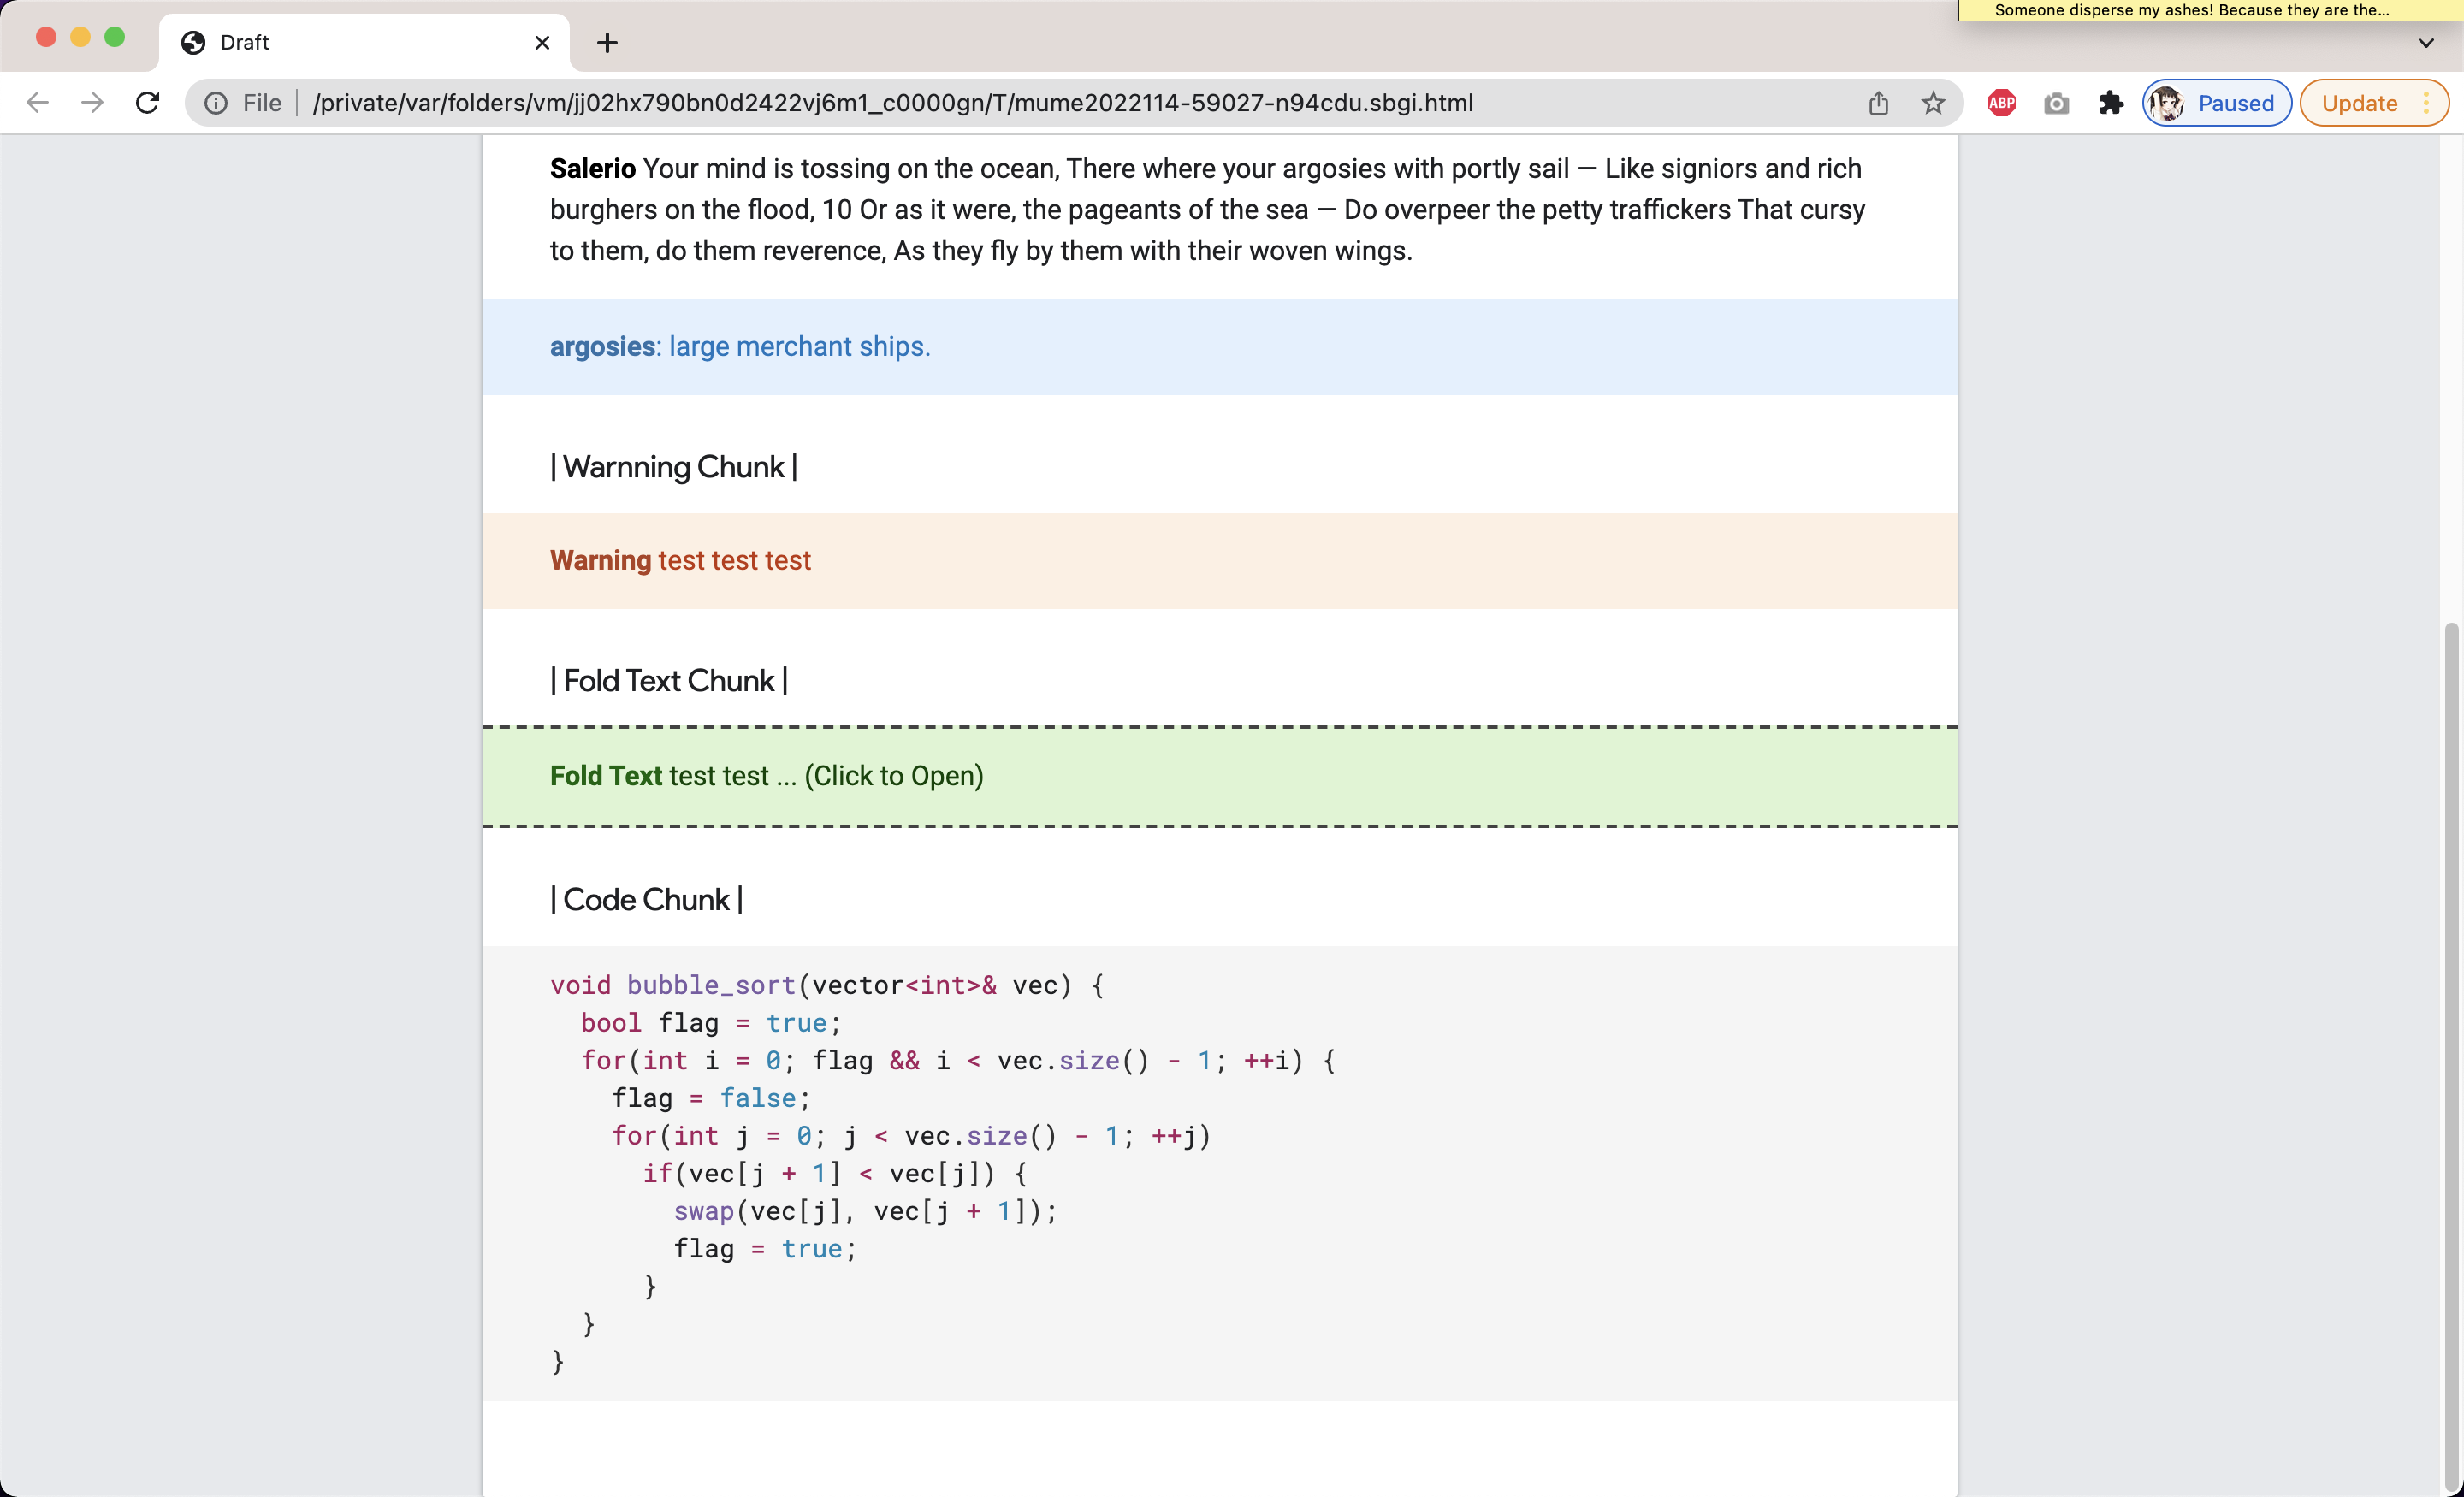 Someone disperse my ashes! Because they are the...
Draft
File
/private/var/folders/vm/jj02hx790bn0d2422vj6m1_c0000gn/T/mume2022114-59027-n94cdu.sbgi.html
ABP
Paused
Update
Salerio Your mind is tossing on the ocean, There where your argosies with portly sail — Like signiors and rich
burghers on the flood, 10 Or as it were, the pageants of the sea — Do overpeer the petty traffickers That cursy
to them, do them reverence, As they fly by them with their woven wings.
argosies: large merchant ships.
| Warnning Chunk |
Warning test test test
| Fold Text Chunk |
Fold Text test test ... (Click to Open)
| Code Chunk |
void bubble_sort(vector<int>& vec) {
  bool flag = true;
  for(int i = 0; flag && i < vec.size() - 1; ++i) {
    flag = false;
    for(int j = 0; j < vec.size() - 1; ++j)
      if(vec[j + 1] < vec[j]) {
        swap(vec[j], vec[j + 1]);
        flag = true;
      }
  }
}